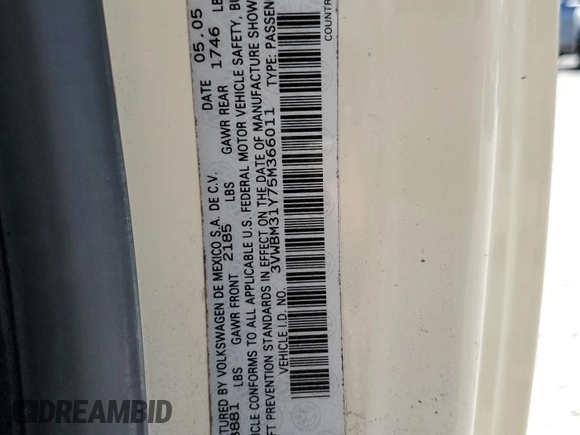 TURED BY VOLKSWAGEN DE MEXICO S.A. DE C.V. DATE 05.05
3881 LBS GAWR FRONT 2185 LBS GAWR REAR 1746 LB
EHICLE CONFORMS TO ALL APPLICABLE U.S. FEDERAL MOTOR VEHICLE SAFETY, BU
FT PREVENTION STANDARDS IN EFFECT ON THE DATE OF MANUFACTURE SHOW
VEHICLE I.D. NO. 3VWBM31Y75M366011 TYPE: PASSEN
COUNTR
DREAMBID